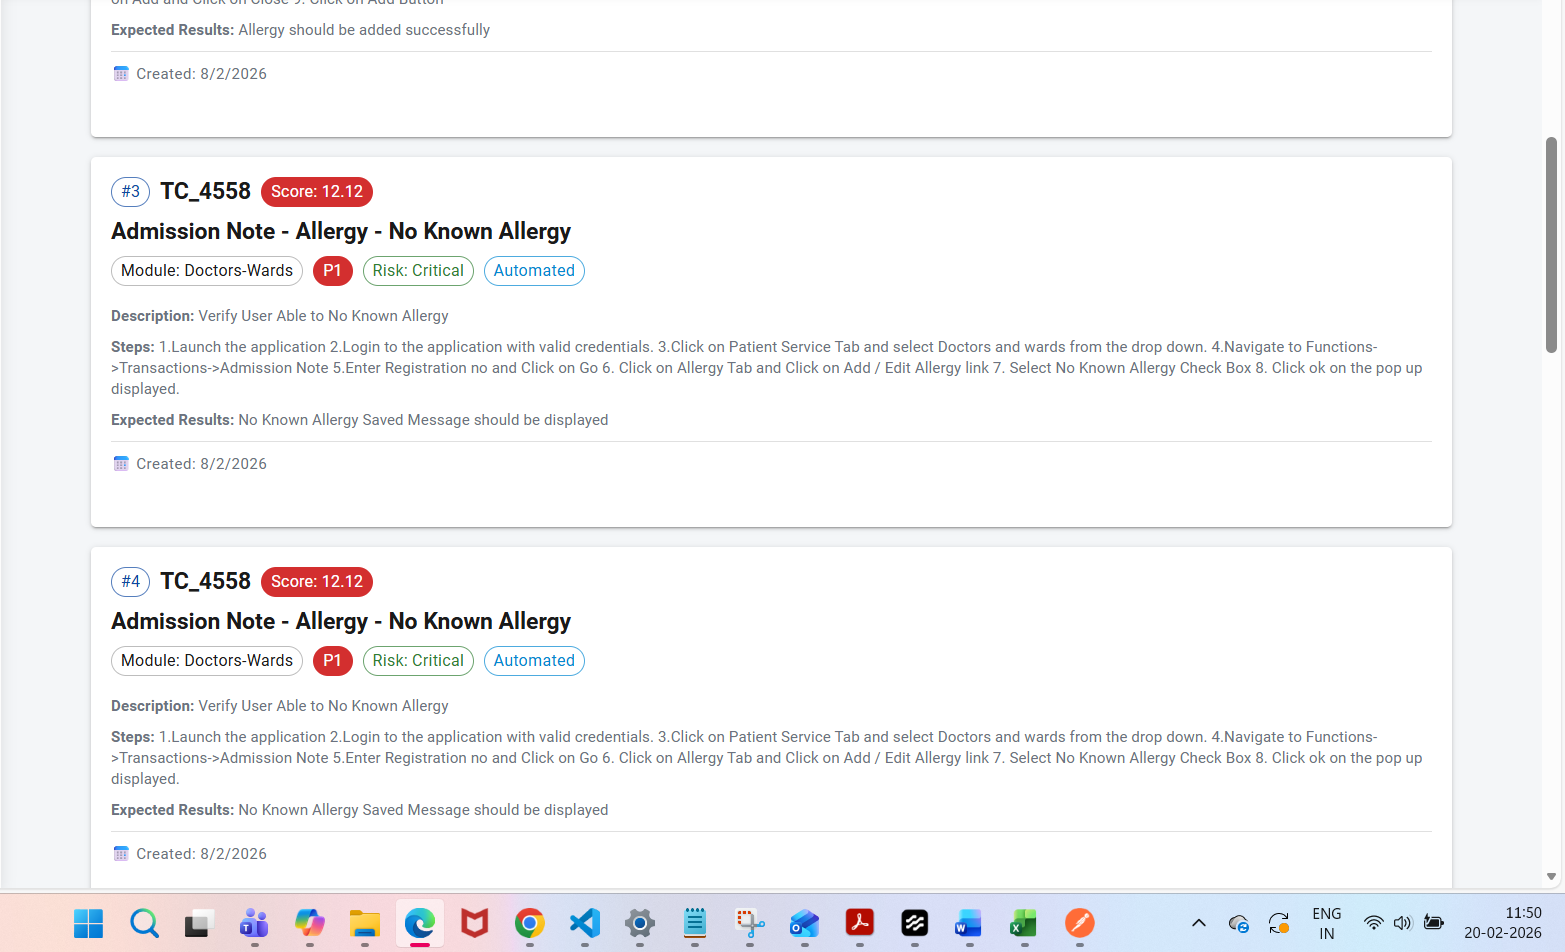 on Add and Click on Close 9. Click on Add Button
Expected Results: Allergy should be added successfully
Created: 8/2/2026
#3 TC_4558 Score: 12.12
Admission Note - Allergy - No Known Allergy
Module: Doctors-Wards P1 Risk: Critical Automated
Description: Verify User Able to No Known Allergy
Steps: 1.Launch the application 2.Login to the application with valid credentials. 3.Click on Patient Service Tab and select Doctors and wards from the drop down. 4.Navigate to Functions-
>Transactions->Admission Note 5.Enter Registration no and Click on Go 6. Click on Allergy Tab and Click on Add / Edit Allergy link 7. Select No Known Allergy Check Box 8. Click ok on the pop up
displayed.
Expected Results: No Known Allergy Saved Message should be displayed
Created: 8/2/2026
#4 TC_4558 Score: 12.12
Admission Note - Allergy - No Known Allergy
Module: Doctors-Wards P1 Risk: Critical Automated
Description: Verify User Able to No Known Allergy
Steps: 1.Launch the application 2.Login to the application with valid credentials. 3.Click on Patient Service Tab and select Doctors and wards from the drop down. 4.Navigate to Functions-
>Transactions->Admission Note 5.Enter Registration no and Click on Go 6. Click on Allergy Tab and Click on Add / Edit Allergy link 7. Select No Known Allergy Check Box 8. Click ok on the pop up
displayed.
Expected Results: No Known Allergy Saved Message should be displayed
Created: 8/2/2026
ENG
IN
11:50
20-02-2026